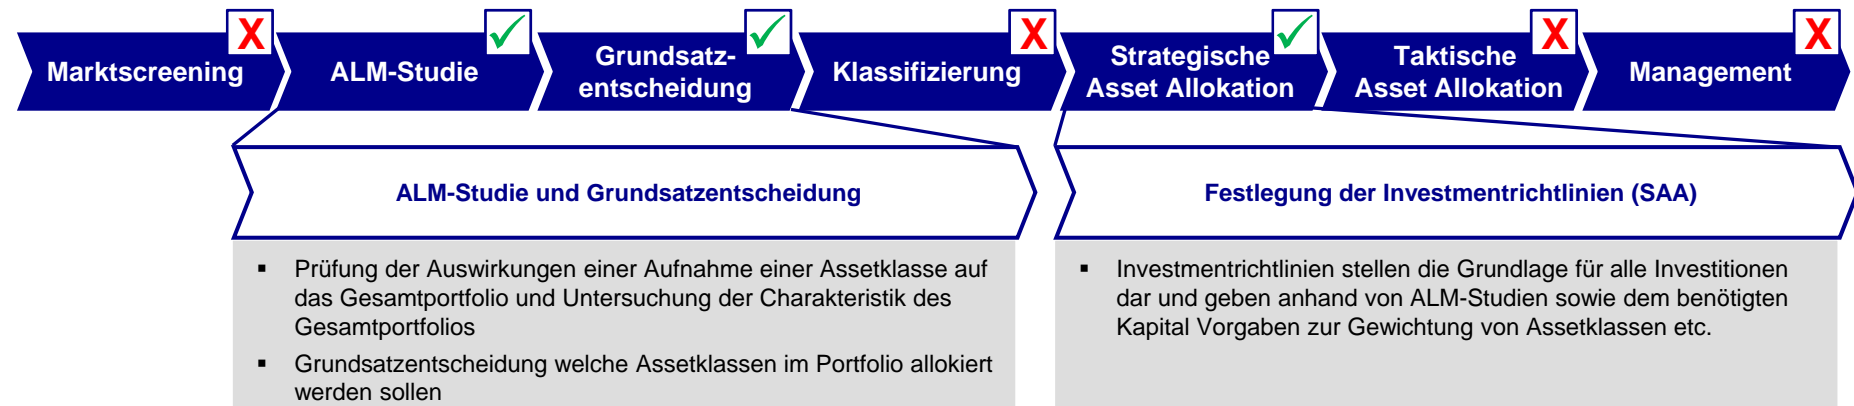 X ✓ ✓ X ✓ X X
Marktscreening
ALM-Studie
Grundsatz-
entscheidung
Klassifizierung
Strategische
Asset Allokation
Taktische
Asset Allokation
Management
ALM-Studie und Grundsatzentscheidung
▪ Prüfung der Auswirkungen einer Aufnahme einer Assetklasse auf
das Gesamtportfolio und Untersuchung der Charakteristik des
Gesamtportfolios
▪ Grundsatzentscheidung welche Assetklassen im Portfolio allokiert
werden sollen
Festlegung der Investmentrichtlinien (SAA)
▪ Investmentrichtlinien stellen die Grundlage für alle Investitionen
dar und geben anhand von ALM-Studien sowie dem benötigten
Kapital Vorgaben zur Gewichtung von Assetklassen etc.